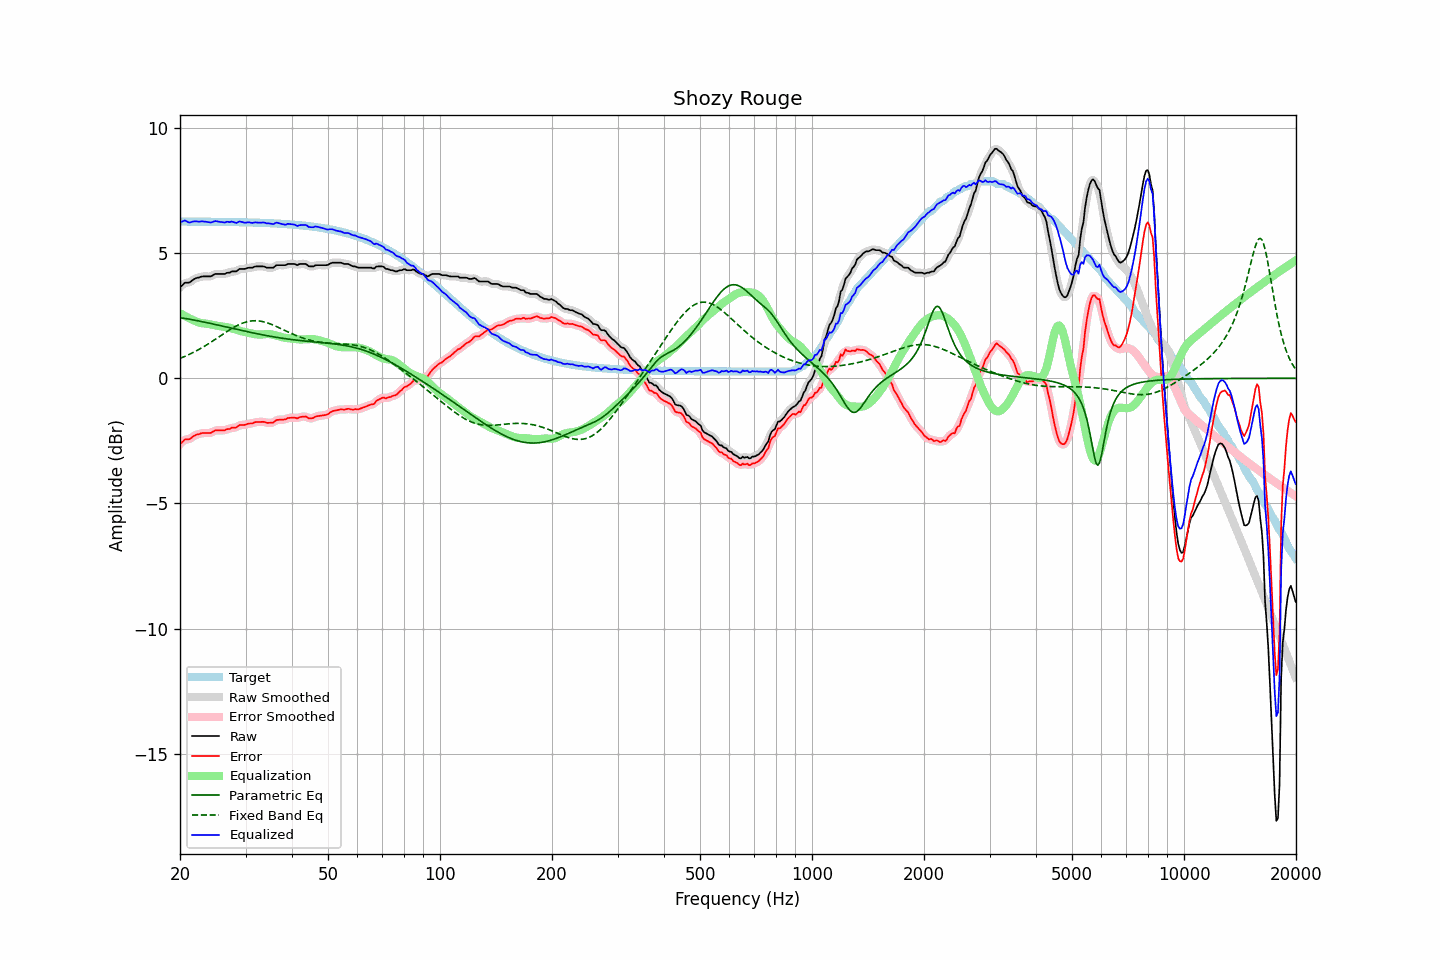 Shozy Rouge
10
5
0
−5
−10
−15
Amplitude (dBr)
Target
Raw Smoothed
Error Smoothed
Raw
Error
Equalization
Parametric Eq
Fixed Band Eq
Equalized
20 50 100 200 500 1000 2000 5000 10000 20000
Frequency (Hz)